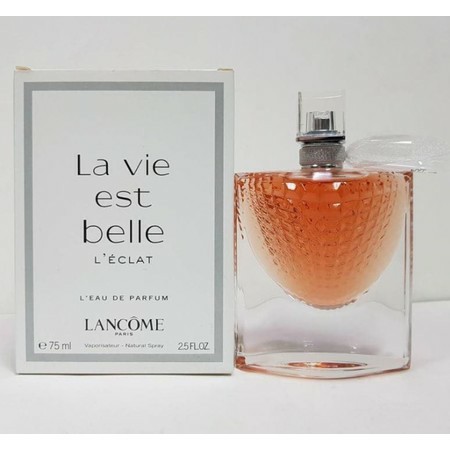 La vie
est
belle
L'ÉCLAT
L'EAU DE PARFUM
LANCÔME
PARIS
℮ 75 ml Vaporisateur - Natural Spray 2.5 FL.OZ.